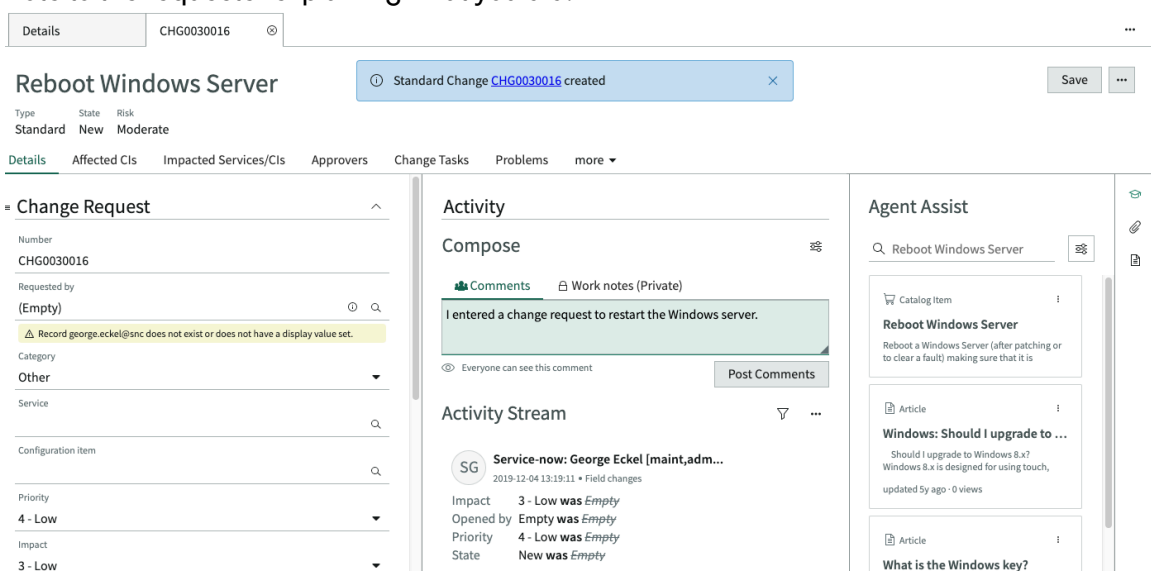 Details
CHG0030016
Reboot Windows Server
Standard Change CHG0030016 created
Save
Type State Risk
Standard New Moderate
Details Affected CIs Impacted Services/CIs Approvers Change Tasks Problems more
Change Request
Number
CHG0030016
Requested by
(Empty)
Record george.eckel@snc does not exist or does not have a display value set.
Category
Other
Service
Configuration item
Priority
4 - Low
Impact
3 - Low
Activity
Compose
Comments Work notes (Private)
I entered a change request to restart the Windows server.
Everyone can see this comment
Post Comments
Activity Stream
SG
Service-now: George Eckel [maint,adm...
2019-12-04 13:19:11 • Field changes
Impact 3 - Low was Empty
Opened by Empty was Empty
Priority 4 - Low was Empty
State New was Empty
Agent Assist
Reboot Windows Server
Catalog Item
Reboot Windows Server
Reboot a Windows Server (after patching or
to clear a fault) making sure that it is
Article
Windows: Should I upgrade to ...
Should I upgrade to Windows 8.x?
Windows 8.x is designed for using touch,
updated 5y ago · 0 views
Article
What is the Windows key?